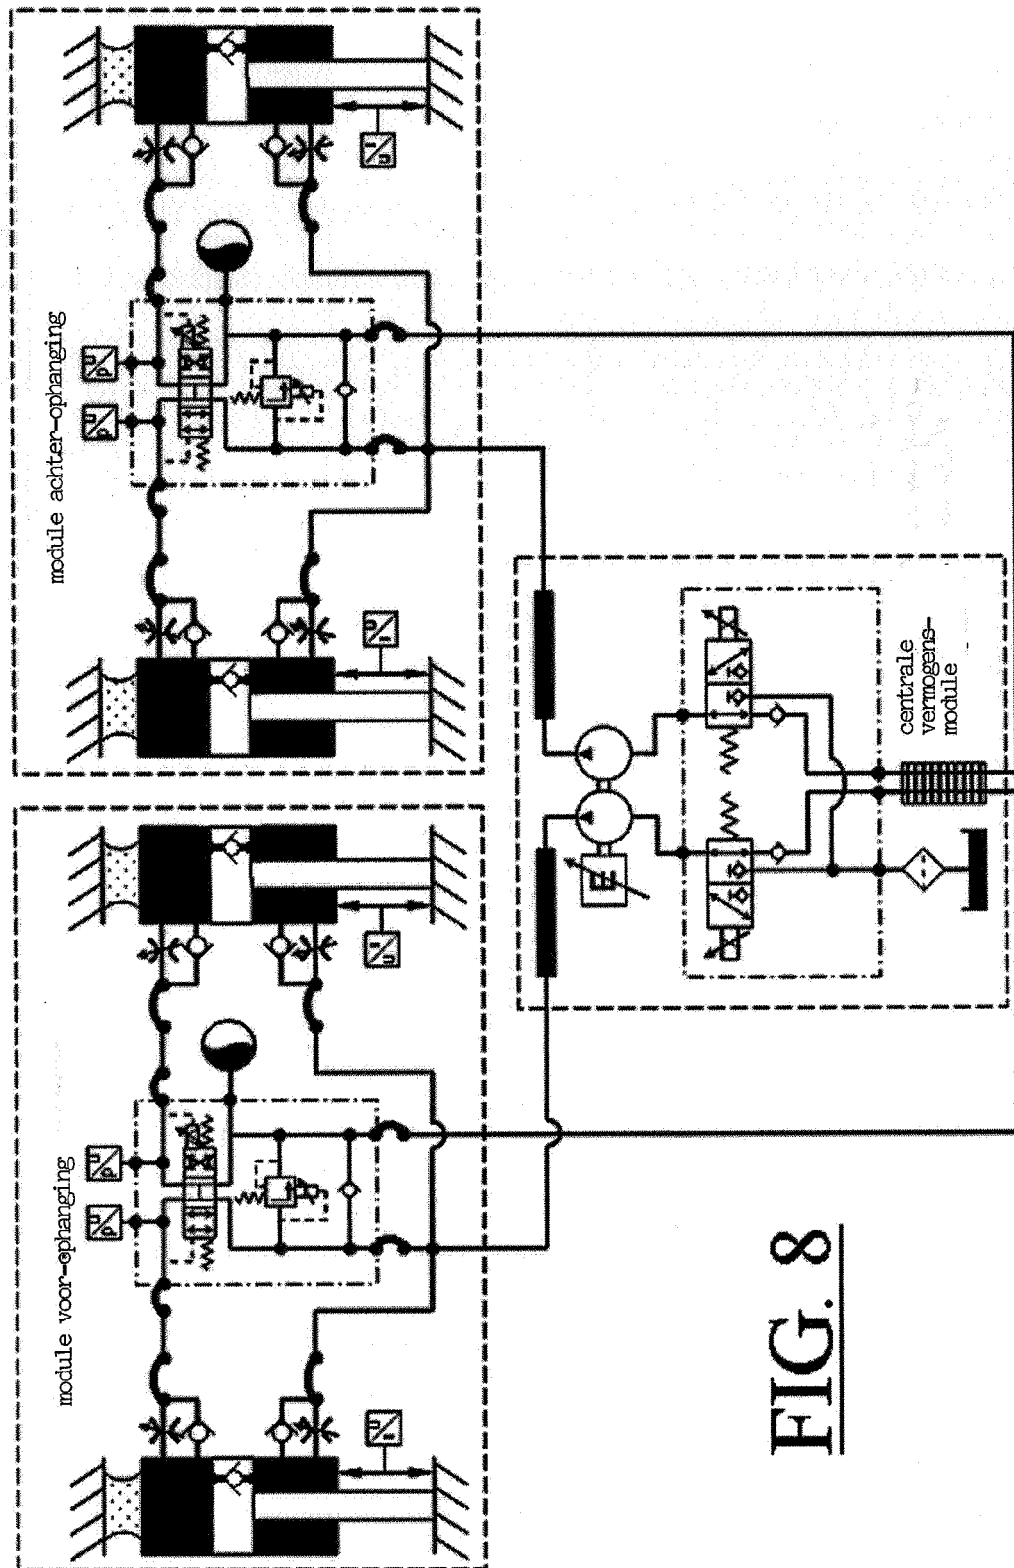 module achter-ophanging
module voor-ophanging
centrale
vermogens-
module
FIG. 8